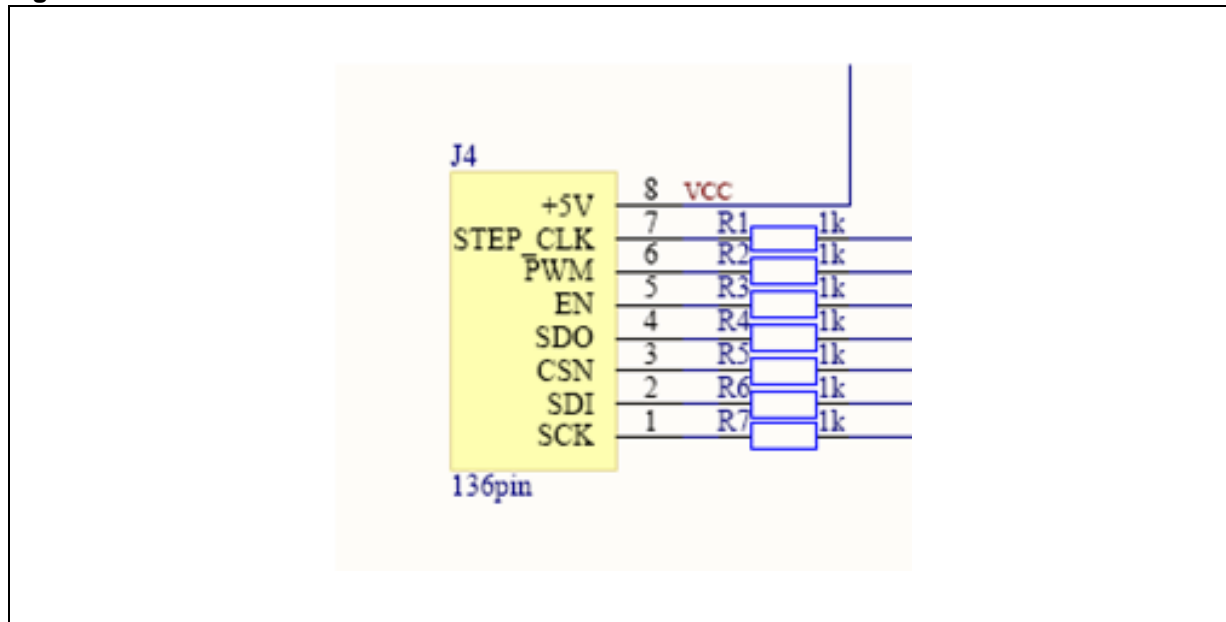 J4
+5V 8 VCC
STEP_CLK 7 R1 1k
PWM 6 R2 1k
EN 5 R3 1k
SDO 4 R4 1k
CSN 3 R5 1k
SDI 2 R6 1k
SCK 1 R7 1k
136pin